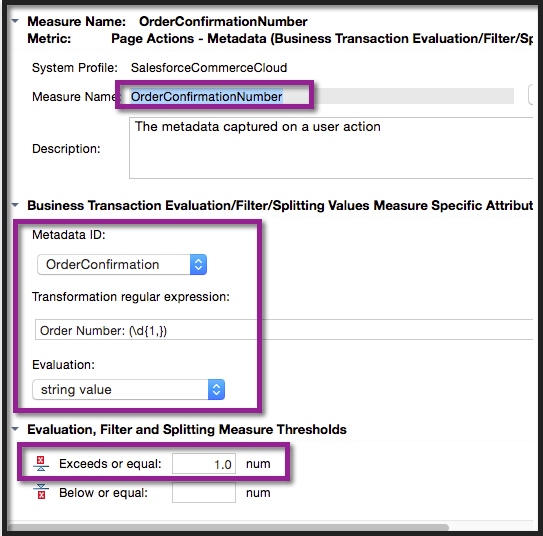 Measure Name: OrderConfirmationNumber
Metric: Page Actions - Metadata (Business Transaction Evaluation/Filter/Sp
System Profile: SalesforceCommerceCloud
Measure Name: OrderConfirmationNumber
The metadata captured on a user action
Description:
Business Transaction Evaluation/Filter/Splitting Values Measure Specific Attribut
Metadata ID:
OrderConfirmation
Transformation regular expression:
Order Number: (\d{1,})
Evaluation:
string value
Evaluation, Filter and Splitting Measure Thresholds
Exceeds or equal: 1.0 num
Below or equal: num